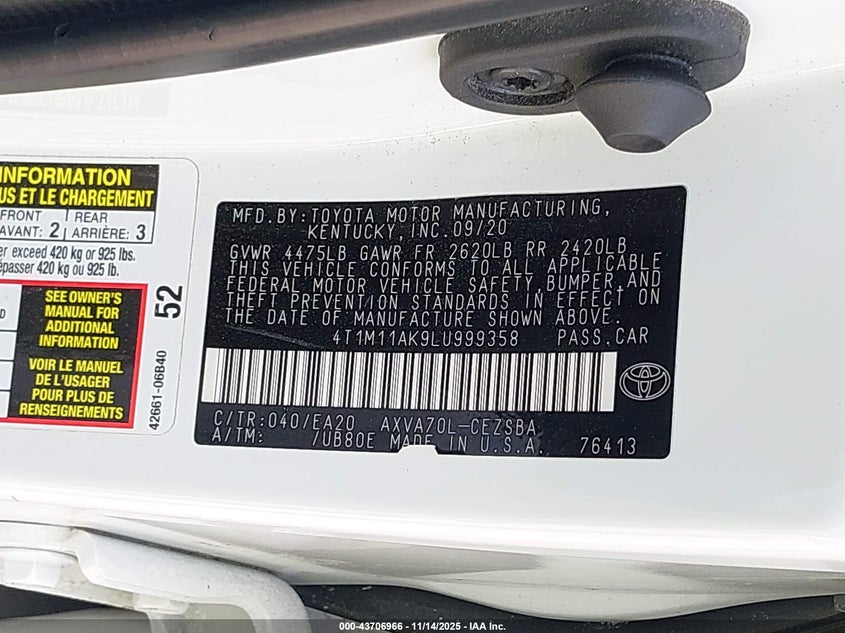 INFORMATION
US ET LE CHARGEMENT
FRONT
AVANT: 2
REAR
ARRIÈRE: 3
er exceed 420 kg or 925 lbs.
épasser 420 kg ou 925 lb.
SEE OWNER'S
MANUAL FOR
ADDITIONAL
INFORMATION
VOIR LE MANUEL
DE L'USAGER
POUR PLUS DE
RENSEIGNEMENTS
52
42661-06B40
MFD. BY: TOYOTA MOTOR MANUFACTURING,
KENTUCKY, INC. 09/20
GVWR 4475LB GAWR FR 2620LB RR 2420LB
THIS VEHICLE CONFORMS TO ALL APPLICABLE
FEDERAL MOTOR VEHICLE SAFETY, BUMPER, AND
THEFT PREVENTION STANDARDS IN EFFECT ON
THE DATE OF MANUFACTURE SHOWN ABOVE.
4T1M11AK9LU999358 PASS. CAR
C/TR: 040/EA20 AXVA70L-CEZSBA
A/TM: /UB80E MADE IN U.S.A. 76413
000-43706966 - 11/14/2025 - IAA Inc.